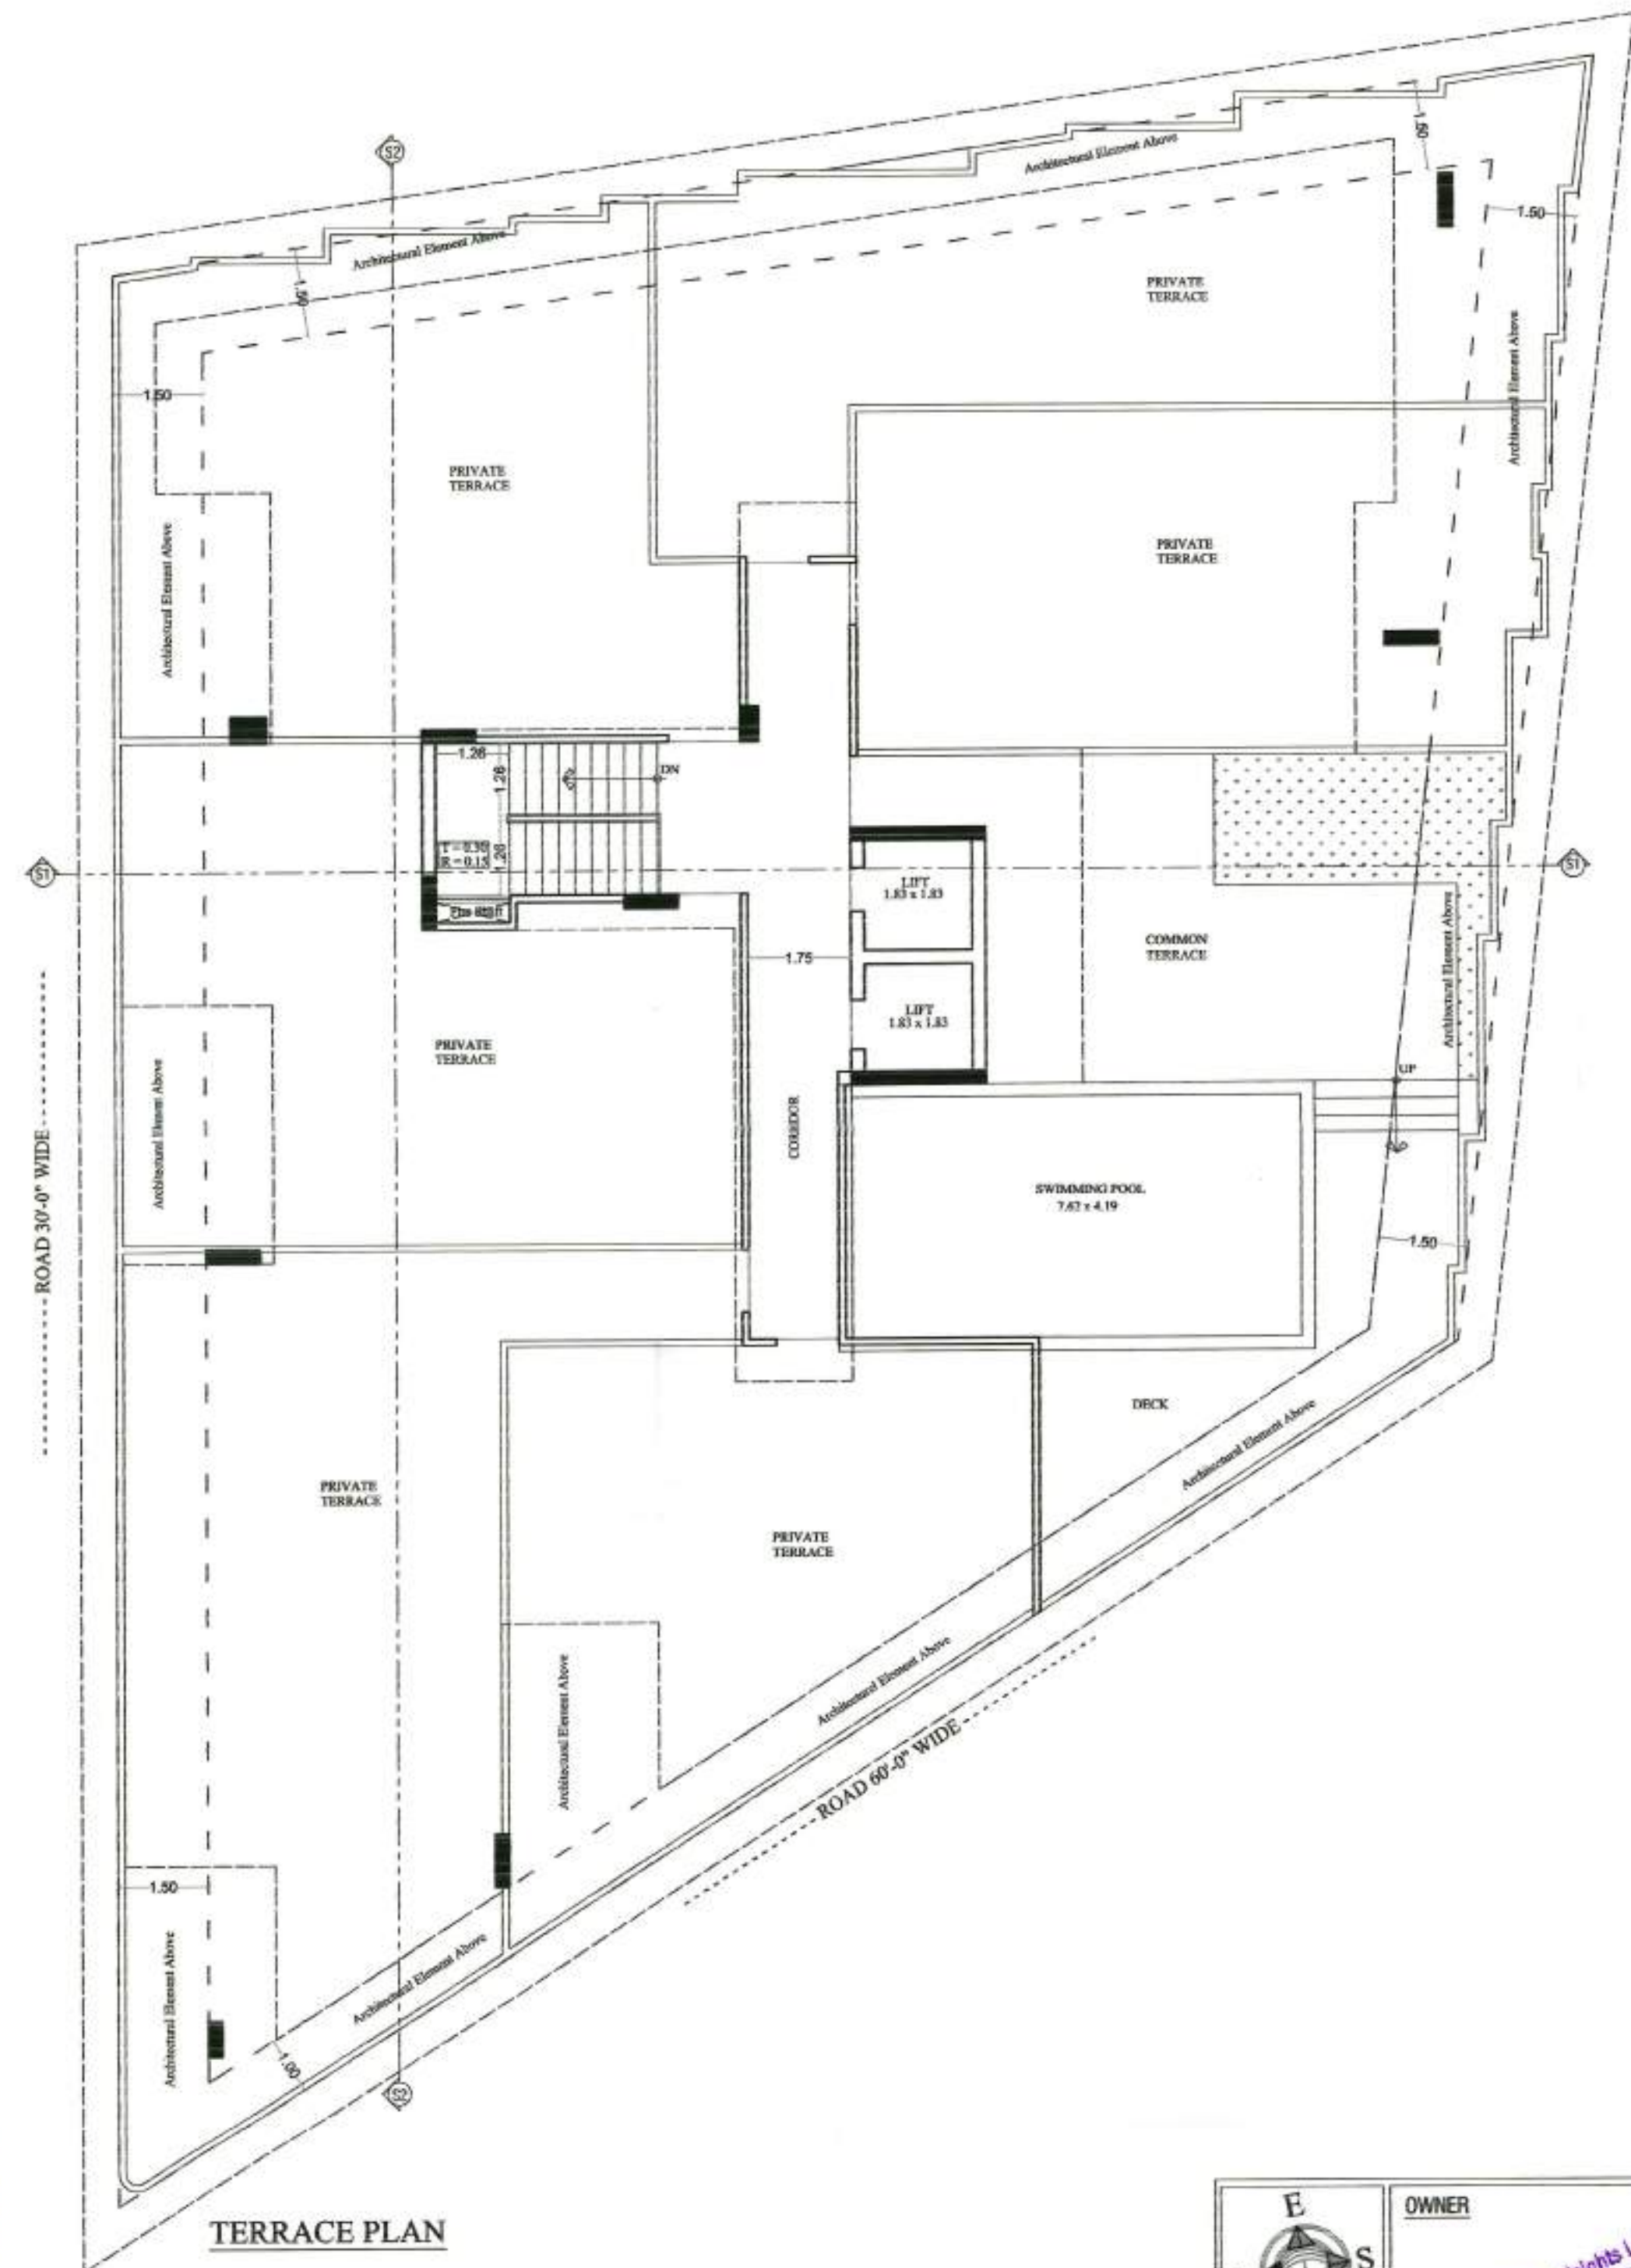 S2
1.50
Architectural Element Above
1.50
Architectural Element Above
1.50
PRIVATE
TERRACE
1.50
Architectural Element Above
PRIVATE
TERRACE
PRIVATE
TERRACE
Architectural Element Above
1.26
1.26
DN
T = 0.30
R = 0.15
1.26
S1
S1
LIFT
1.83 x 1.83
COMMON
TERRACE
Architectural Element Above
1.75
LIFT
1.83 x 1.83
PRIVATE
TERRACE
UP
ROAD 30'-0" WIDE
Architectural Element Above
CORRIDOR
SWIMMING POOL
7.62 x 4.19
1.50
DECK
Architectural Element Above
PRIVATE
TERRACE
PRIVATE
TERRACE
Architectural Element Above
Architectural Element Above
ROAD 60'-0" WIDE
1.50
Architectural Element Above
Architectural Element Above
S2
TERRACE PLAN
E
S
OWNER